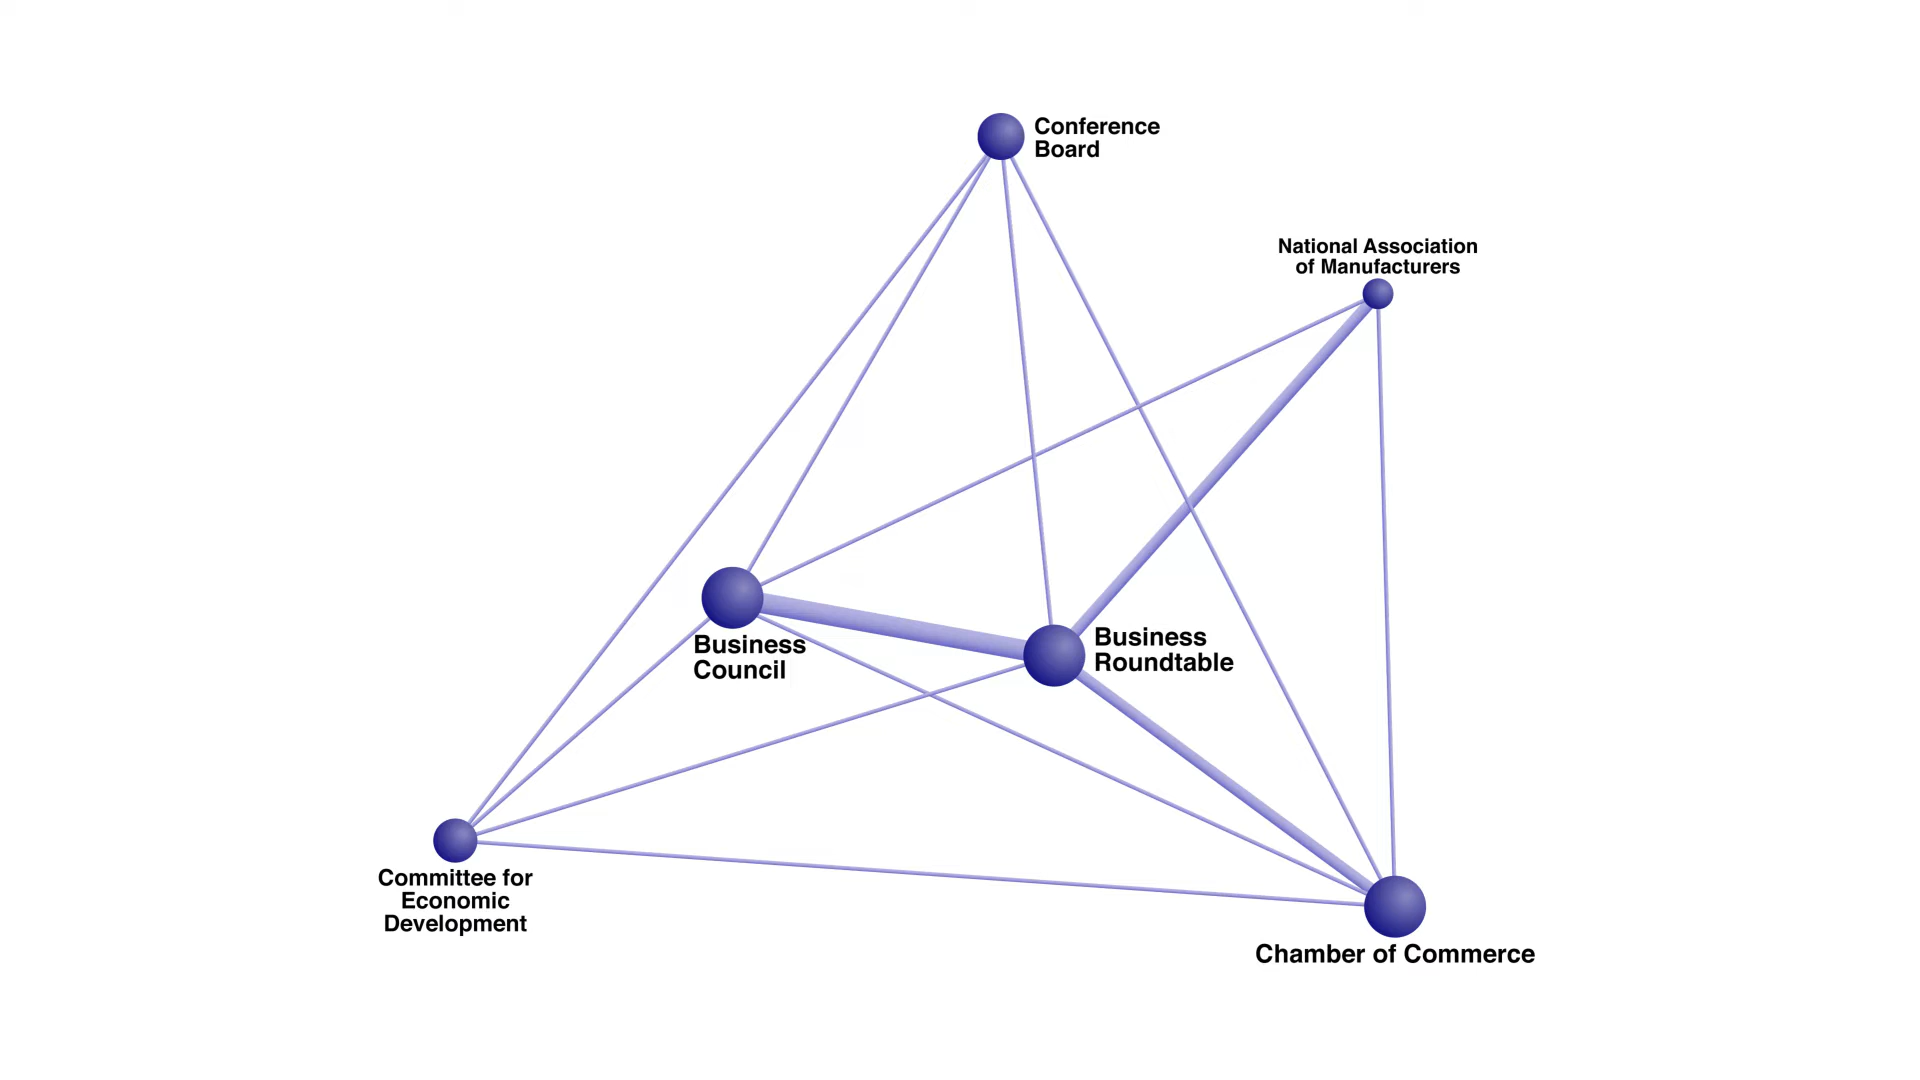 Conference
Board
National Association
of Manufacturers
Business
Council
Business
Roundtable
Committee for
Economic
Development
Chamber of Commerce